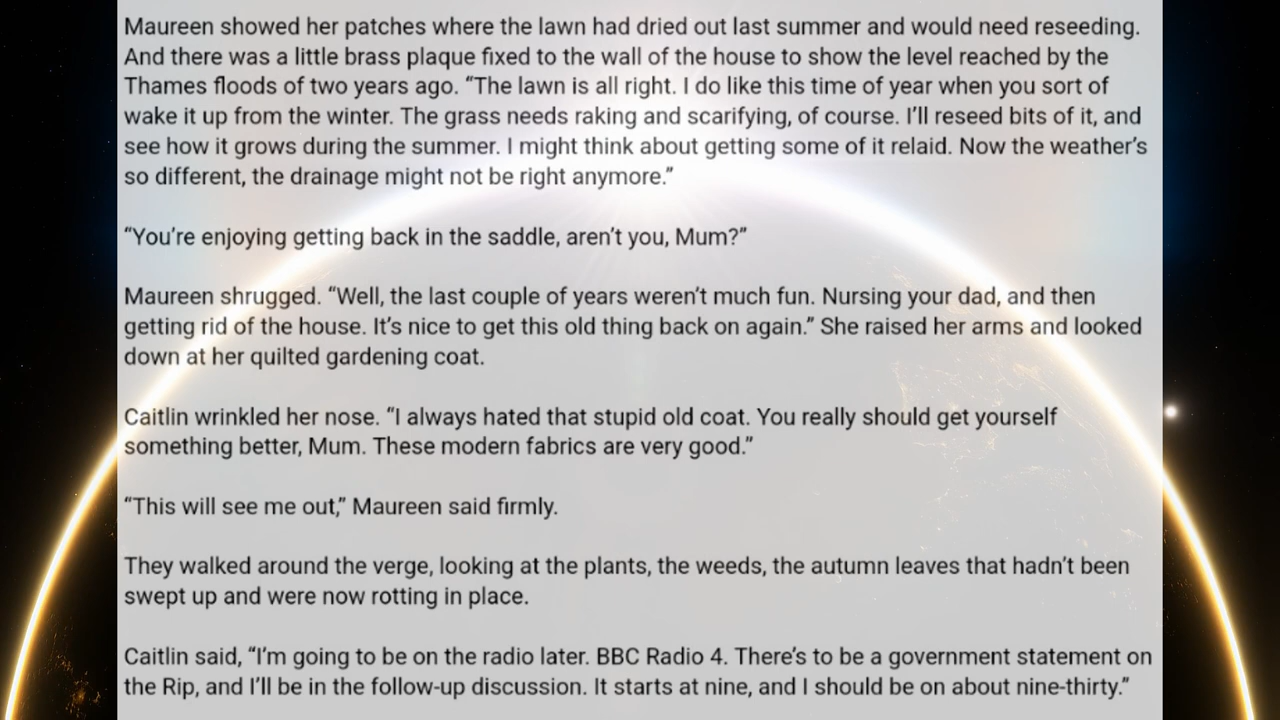 Maureen showed her patches where the lawn had dried out last summer and would need reseeding.
And there was a little brass plaque fixed to the wall of the house to show the level reached by the
Thames floods of two years ago. “The lawn is all right. I do like this time of year when you sort of
wake it up from the winter. The grass needs raking and scarifying, of course. I’ll reseed bits of it, and
see how it grows during the summer. I might think about getting some of it relaid. Now the weather’s
so different, the drainage might not be right anymore.”
“You’re enjoying getting back in the saddle, aren’t you, Mum?”
Maureen shrugged. “Well, the last couple of years weren’t much fun. Nursing your dad, and then
getting rid of the house. It’s nice to get this old thing back on again.” She raised her arms and looked
down at her quilted gardening coat.
Caitlin wrinkled her nose. “I always hated that stupid old coat. You really should get yourself
something better, Mum. These modern fabrics are very good.”
“This will see me out,” Maureen said firmly.
They walked around the verge, looking at the plants, the weeds, the autumn leaves that hadn’t been
swept up and were now rotting in place.
Caitlin said, “I’m going to be on the radio later. BBC Radio 4. There’s to be a government statement on
the Rip, and I’ll be in the follow-up discussion. It starts at nine, and I should be on about nine-thirty.”